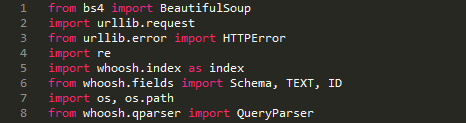 1 from bs4 import BeautifulSoup
2 import urllib.request
3 from urllib.error import HTTPError
4 import re
5 import whoosh.index as index
6 from whoosh.fields import Schema, TEXT, ID
7 import os, os.path
8 from whoosh.qparser import QueryParser